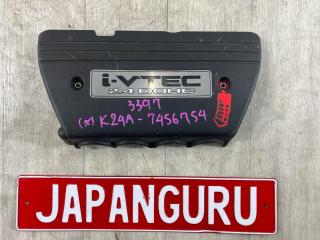 i-VTEC
2.4 DOHC
3397
(x) K24A - 7456754
JAPANGURU